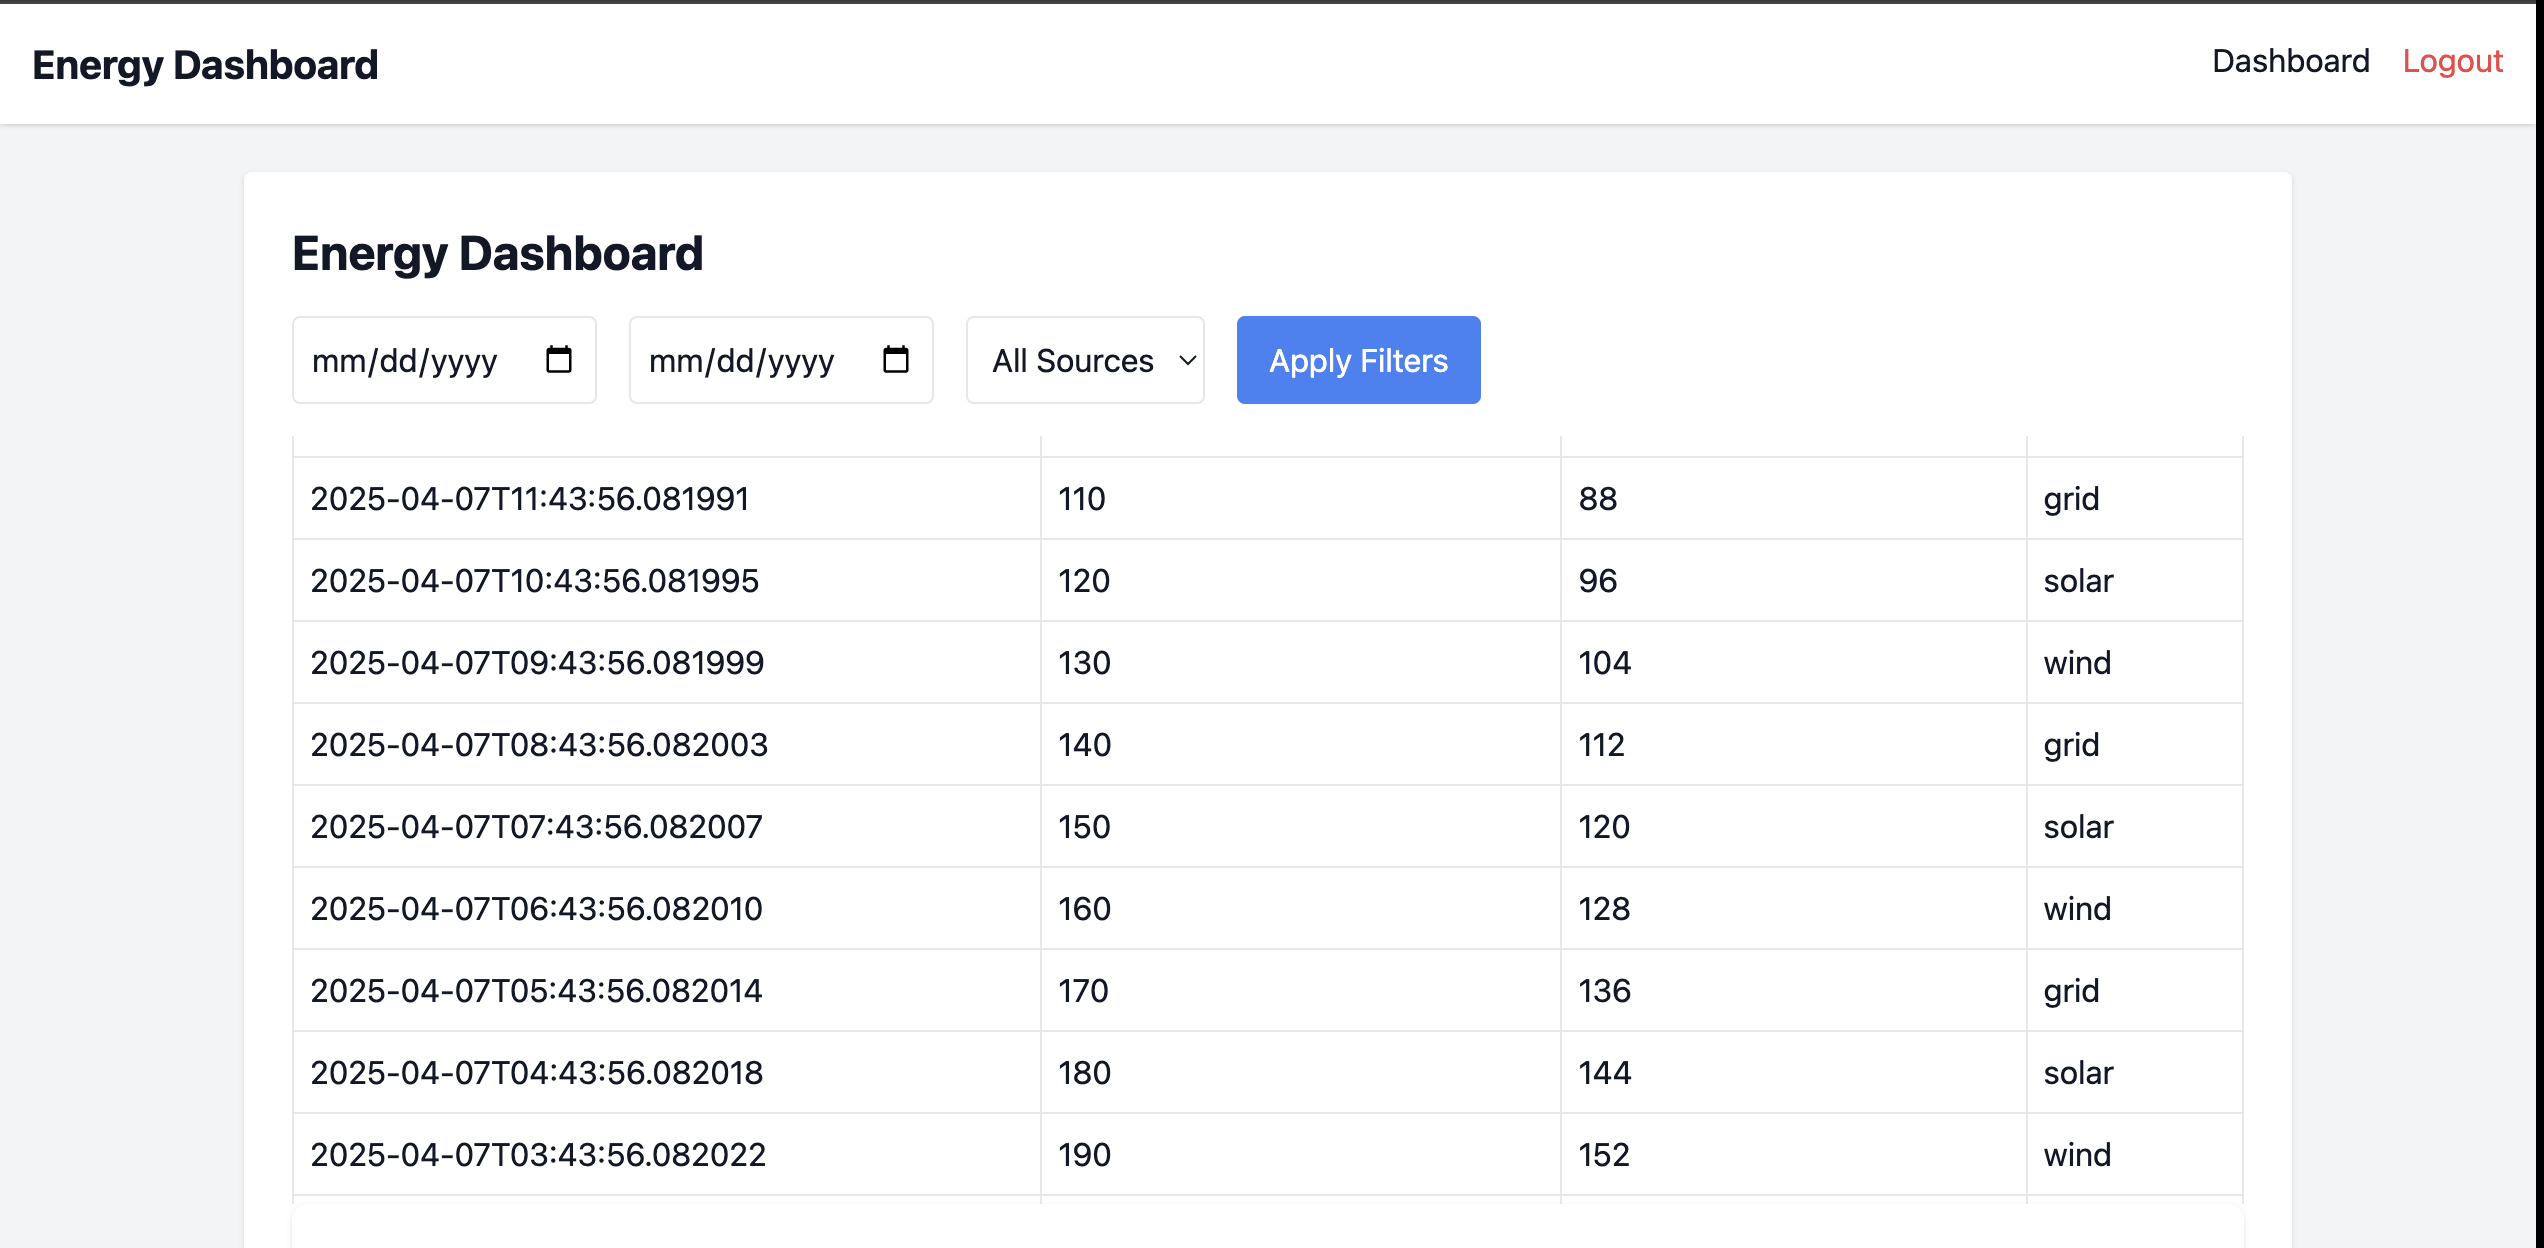 Energy Dashboard
Dashboard Logout
Energy Dashboard
mm/dd/yyyy mm/dd/yyyy All Sources Apply Filters
2025-04-07T11:43:56.081991 110 88 grid
2025-04-07T10:43:56.081995 120 96 solar
2025-04-07T09:43:56.081999 130 104 wind
2025-04-07T08:43:56.082003 140 112 grid
2025-04-07T07:43:56.082007 150 120 solar
2025-04-07T06:43:56.082010 160 128 wind
2025-04-07T05:43:56.082014 170 136 grid
2025-04-07T04:43:56.082018 180 144 solar
2025-04-07T03:43:56.082022 190 152 wind